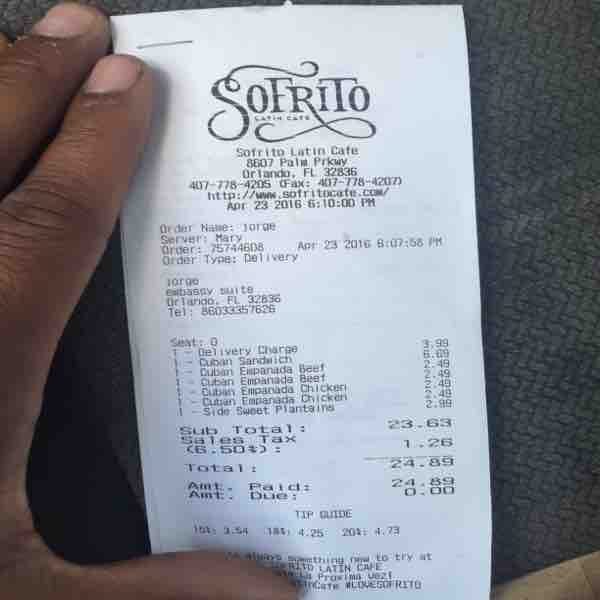 SOFRITO
LATIN CAFE
Sofrito Latin Cafe
8607 Palm Prkwy
Orlando, FL 32836
407-778-4205 (Fax: 407-778-4207)
http://www.sofritocafe.com/
Apr 23 2016 6:10:00 PM
Order Name: jorge
Server: Mary
Order: 75744608 Apr 23 2016 6:07:58 PM
Order Type: Delivery
jorge
embassy suite
Orlando, FL 32836
Tel: 86033357626
Seat: 0
1 - Delivery Charge 3.99
1 - Cuban Sandwich 6.69
1 - Cuban Empanada Beef 2.49
1 - Cuban Empanada Beef 2.49
1 - Cuban Empanada Chicken 2.49
1 - Cuban Empanada Chicken 2.49
1 - Side Sweet Plantains 2.99
Sub Total: 23.63
Sales Tax
(6.50%): 1.26
Total: 24.89
Amt. Paid: 24.89
Amt. Due: 0.00
TIP GUIDE
15%: 3.54 18%: 4.25 20%: 4.73
always something new to try at
LATIN CAFE
La Proxima Vez!
#LOVESOFRITO